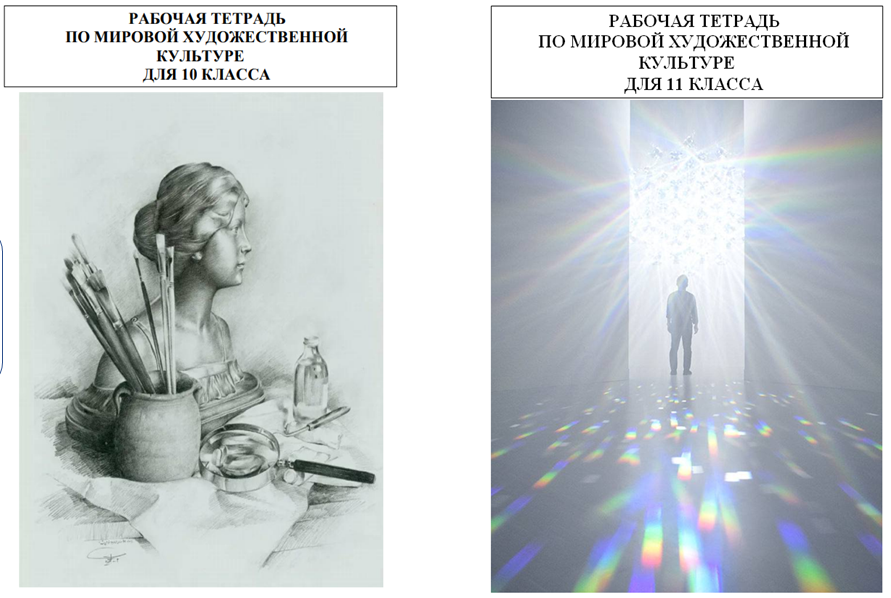 РАБОЧАЯ ТЕТРАДЬ
ПО МИРОВОЙ ХУДОЖЕСТВЕННОЙ
КУЛЬТУРЕ
ДЛЯ 10 КЛАССА
РАБОЧАЯ ТЕТРАДЬ
ПО МИРОВОЙ ХУДОЖЕСТВЕННОЙ
КУЛЬТУРЕ
ДЛЯ 11 КЛАССА